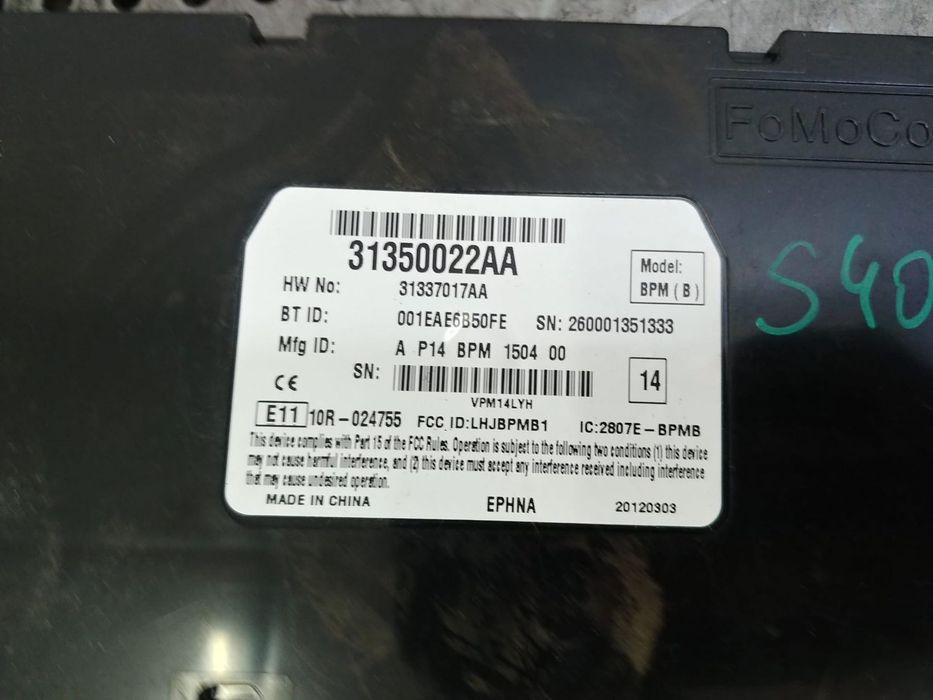 FoMoCo
31350022AA
Model:
BPM (B)
HW No: 31337017AA
BT ID: 001EAE6B50FE SN: 260001351333
Mfg ID: A P14 BPM 1504 00
SN:
14
VPM14LYH
CE
E11 10R-024755 FCC ID:LHJBPMB1 IC:2807E-BPMB
This device complies with Part 15 of the FCC Rules. Operation is subject to the following two conditions (1) this device
may not cause harmful interference, and (2) this device must accept any interference received including interference
that may cause undesired operation.
MADE IN CHINA EPHNA 20120303
S40